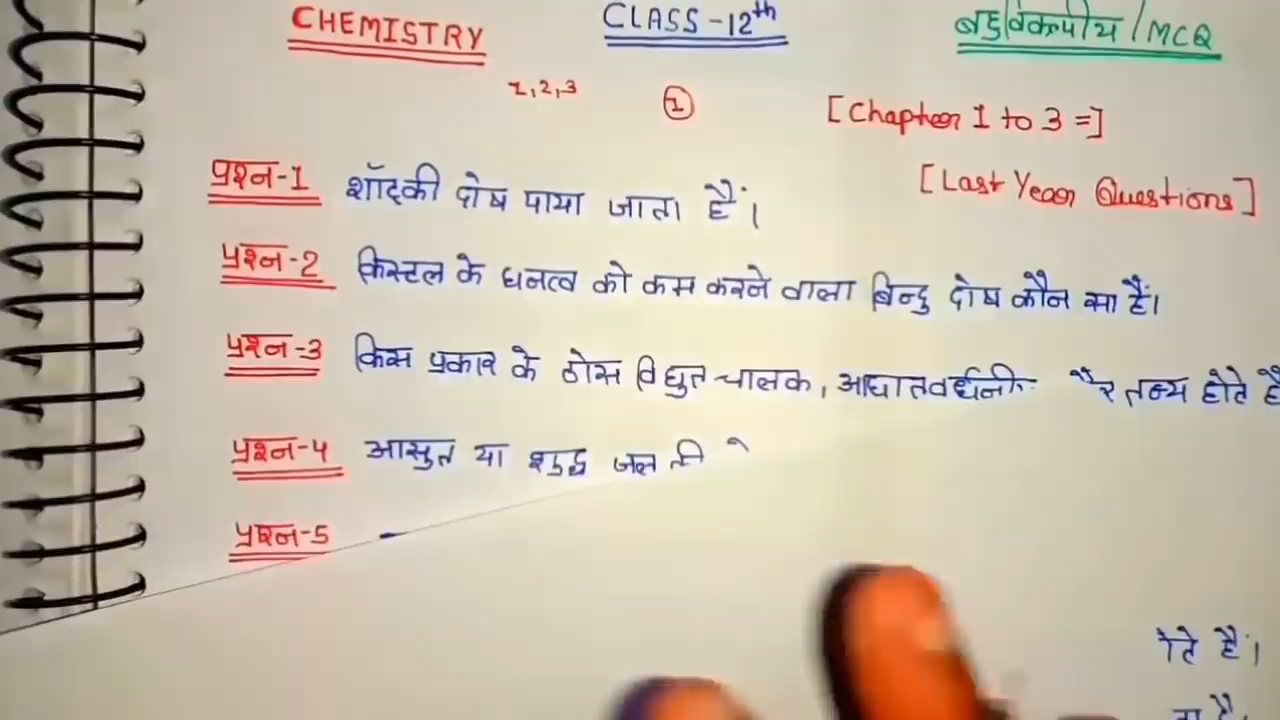 CHEMISTRY CLASS-12th बहुविकल्पीय/MCQ
1,2,3 1 [Chapter 1 to 3 =]
[Last Year Questions]
प्रश्न-1 शॉट्की दोष पाया जाता हैं।
प्रश्न-2 क्रिस्टल के घनत्व को कम करने वाला बिन्दु दोष कौन सा हैं।
प्रश्न-3 किस प्रकार के ठोस विधुत चालक, आघातवर्धनी तन्य होते है
प्रश्न-4 आसुत या शुद्ध जल
प्रश्न-5
हैं।